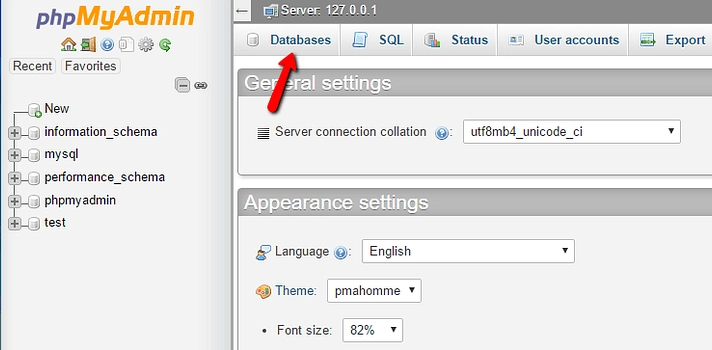 phpMyAdmin
Recent Favorites
New
information_schema
mysql
performance_schema
phpmyadmin
test
Server: 127.0.0.1
Databases SQL Status User accounts Export
General settings
Server connection collation : utf8mb4_unicode_ci
Appearance settings
Language : English
Theme: pmahomme
• Font size: 82%